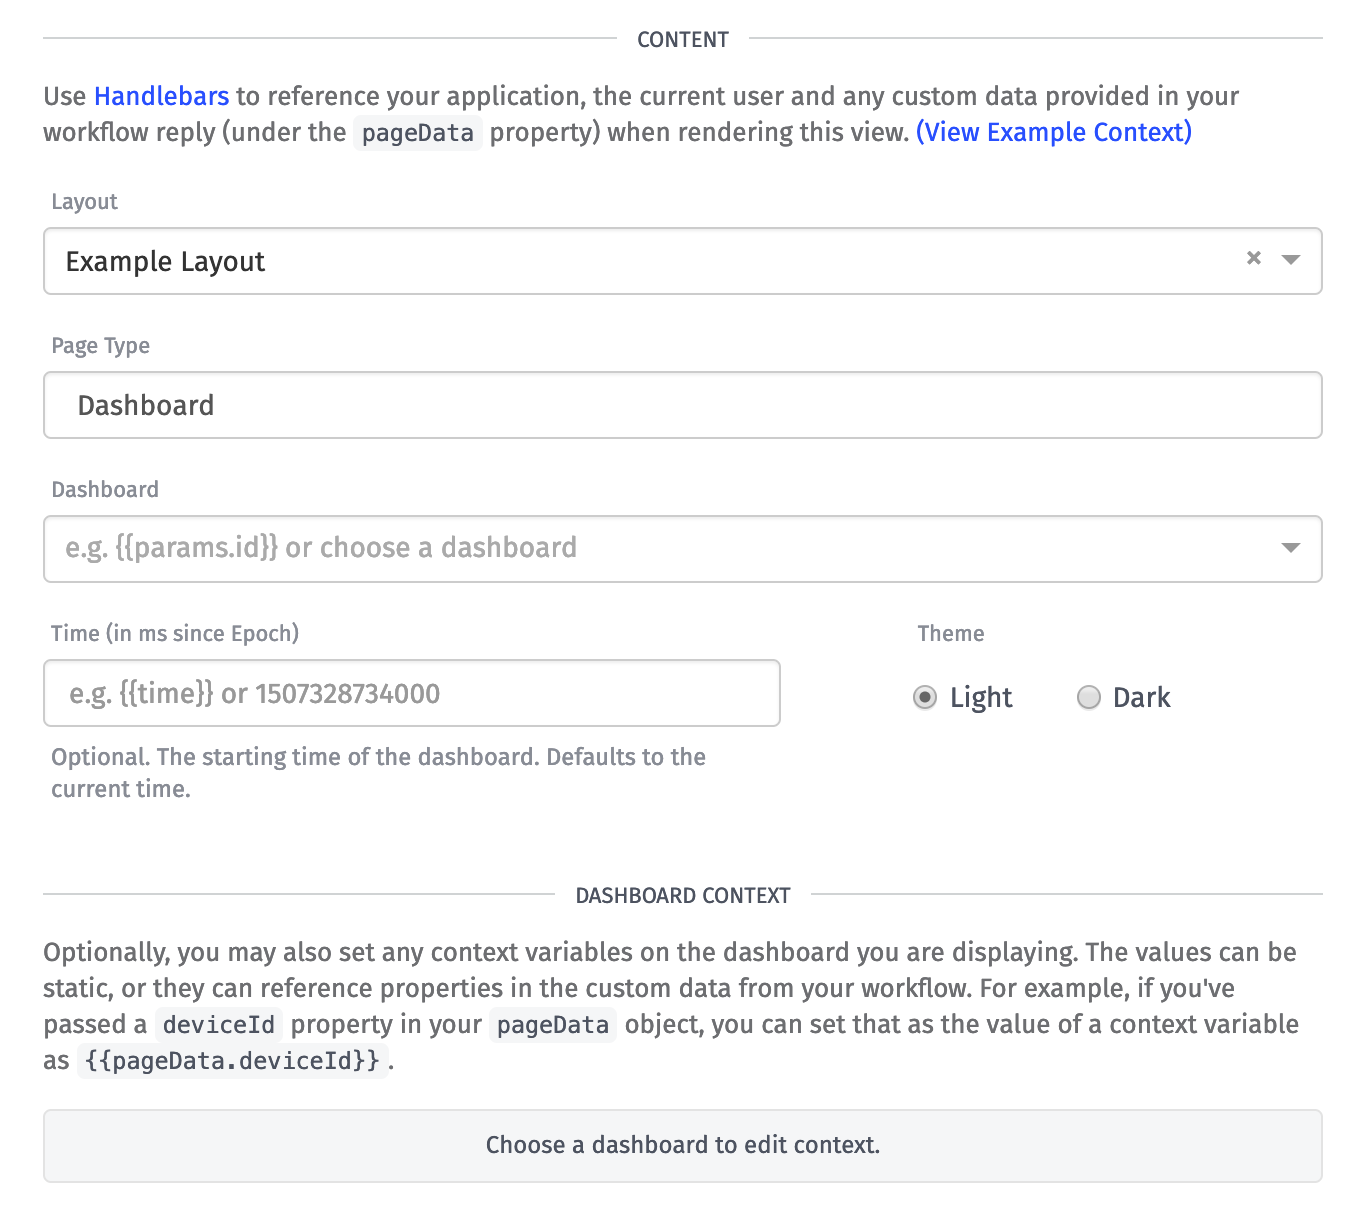 CONTENT
Use Handlebars to reference your application, the current user and any custom data provided in your
workflow reply (under the pageData property) when rendering this view. (View Example Context)
Layout
Example Layout
Page Type
Dashboard
Dashboard
e.g. {{params.id}} or choose a dashboard
Time (in ms since Epoch)
Theme
e.g. {{time}} or 1507328734000
Light
Dark
Optional. The starting time of the dashboard. Defaults to the
current time.
DASHBOARD CONTEXT
Optionally, you may also set any context variables on the dashboard you are displaying. The values can be
static, or they can reference properties in the custom data from your workflow. For example, if you've
passed a deviceId property in your pageData object, you can set that as the value of a context variable
as {{pageData.deviceId}}.
Choose a dashboard to edit context.